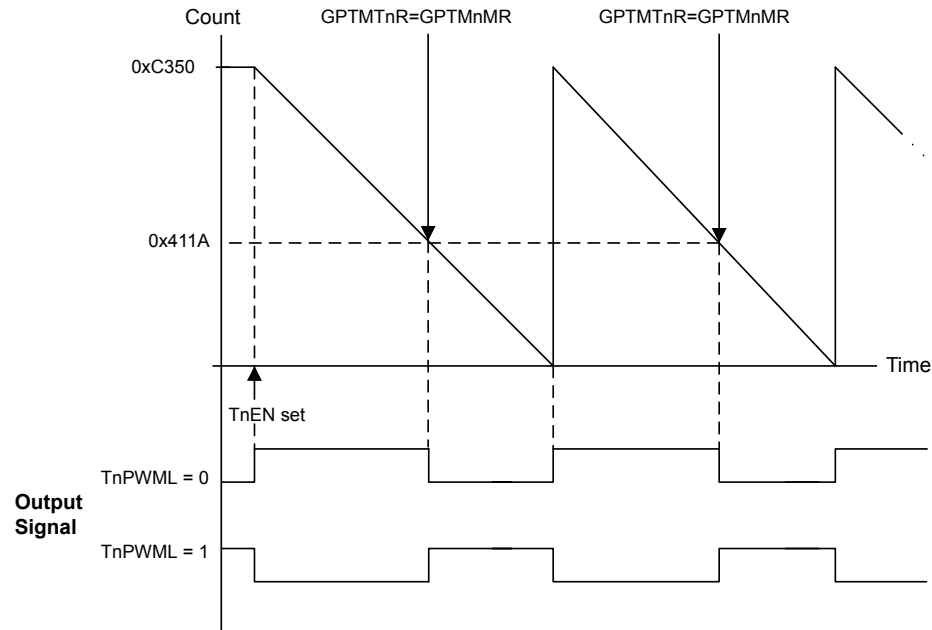 Count
GPTMTnR=GPTMnMR
GPTMTnR=GPTMnMR
0xC350
0x411A
Time
TnEN set
TnPWML = 0
Output
Signal
TnPWML = 1